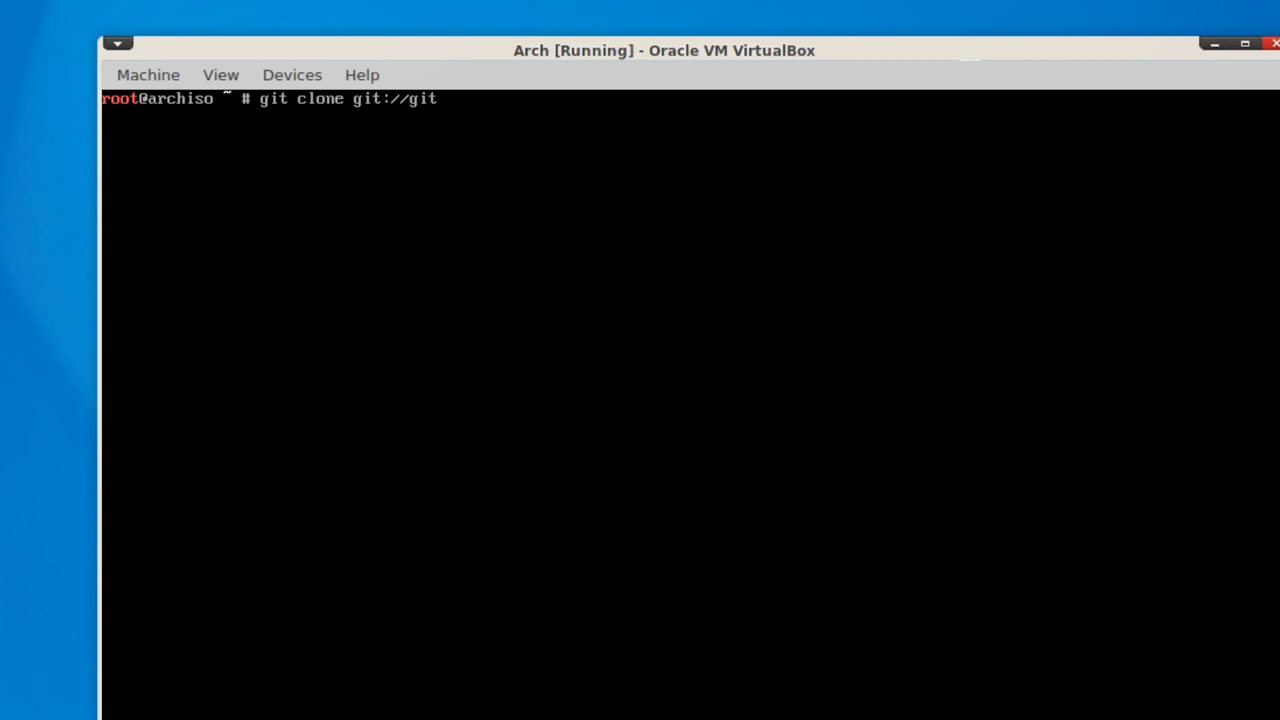 Arch [Running] - Oracle VM VirtualBox
Machine View Devices Help
root@archiso ~ # git clone git://git